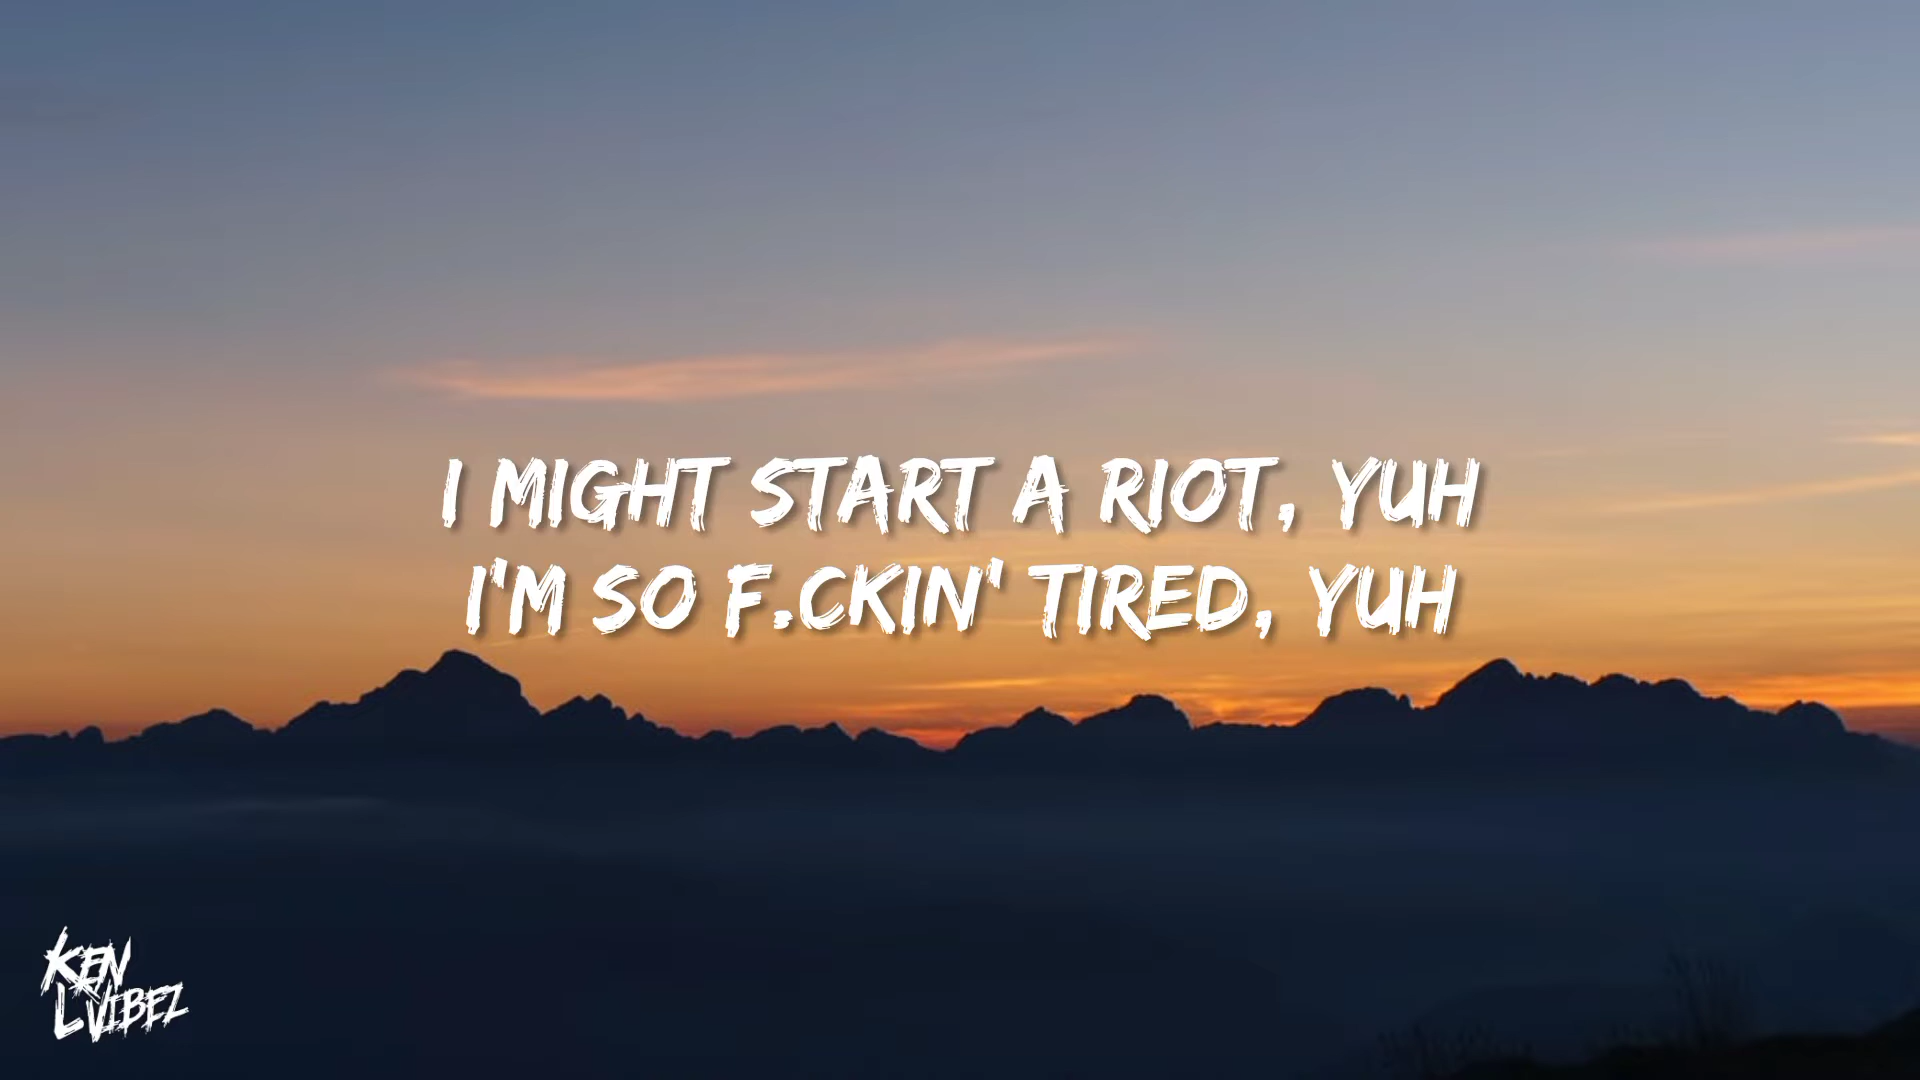 I MIGHT START A RIOT, YUH
I'M SO F.CKIN' TIRED, YUH
KEN
LVIBEZ